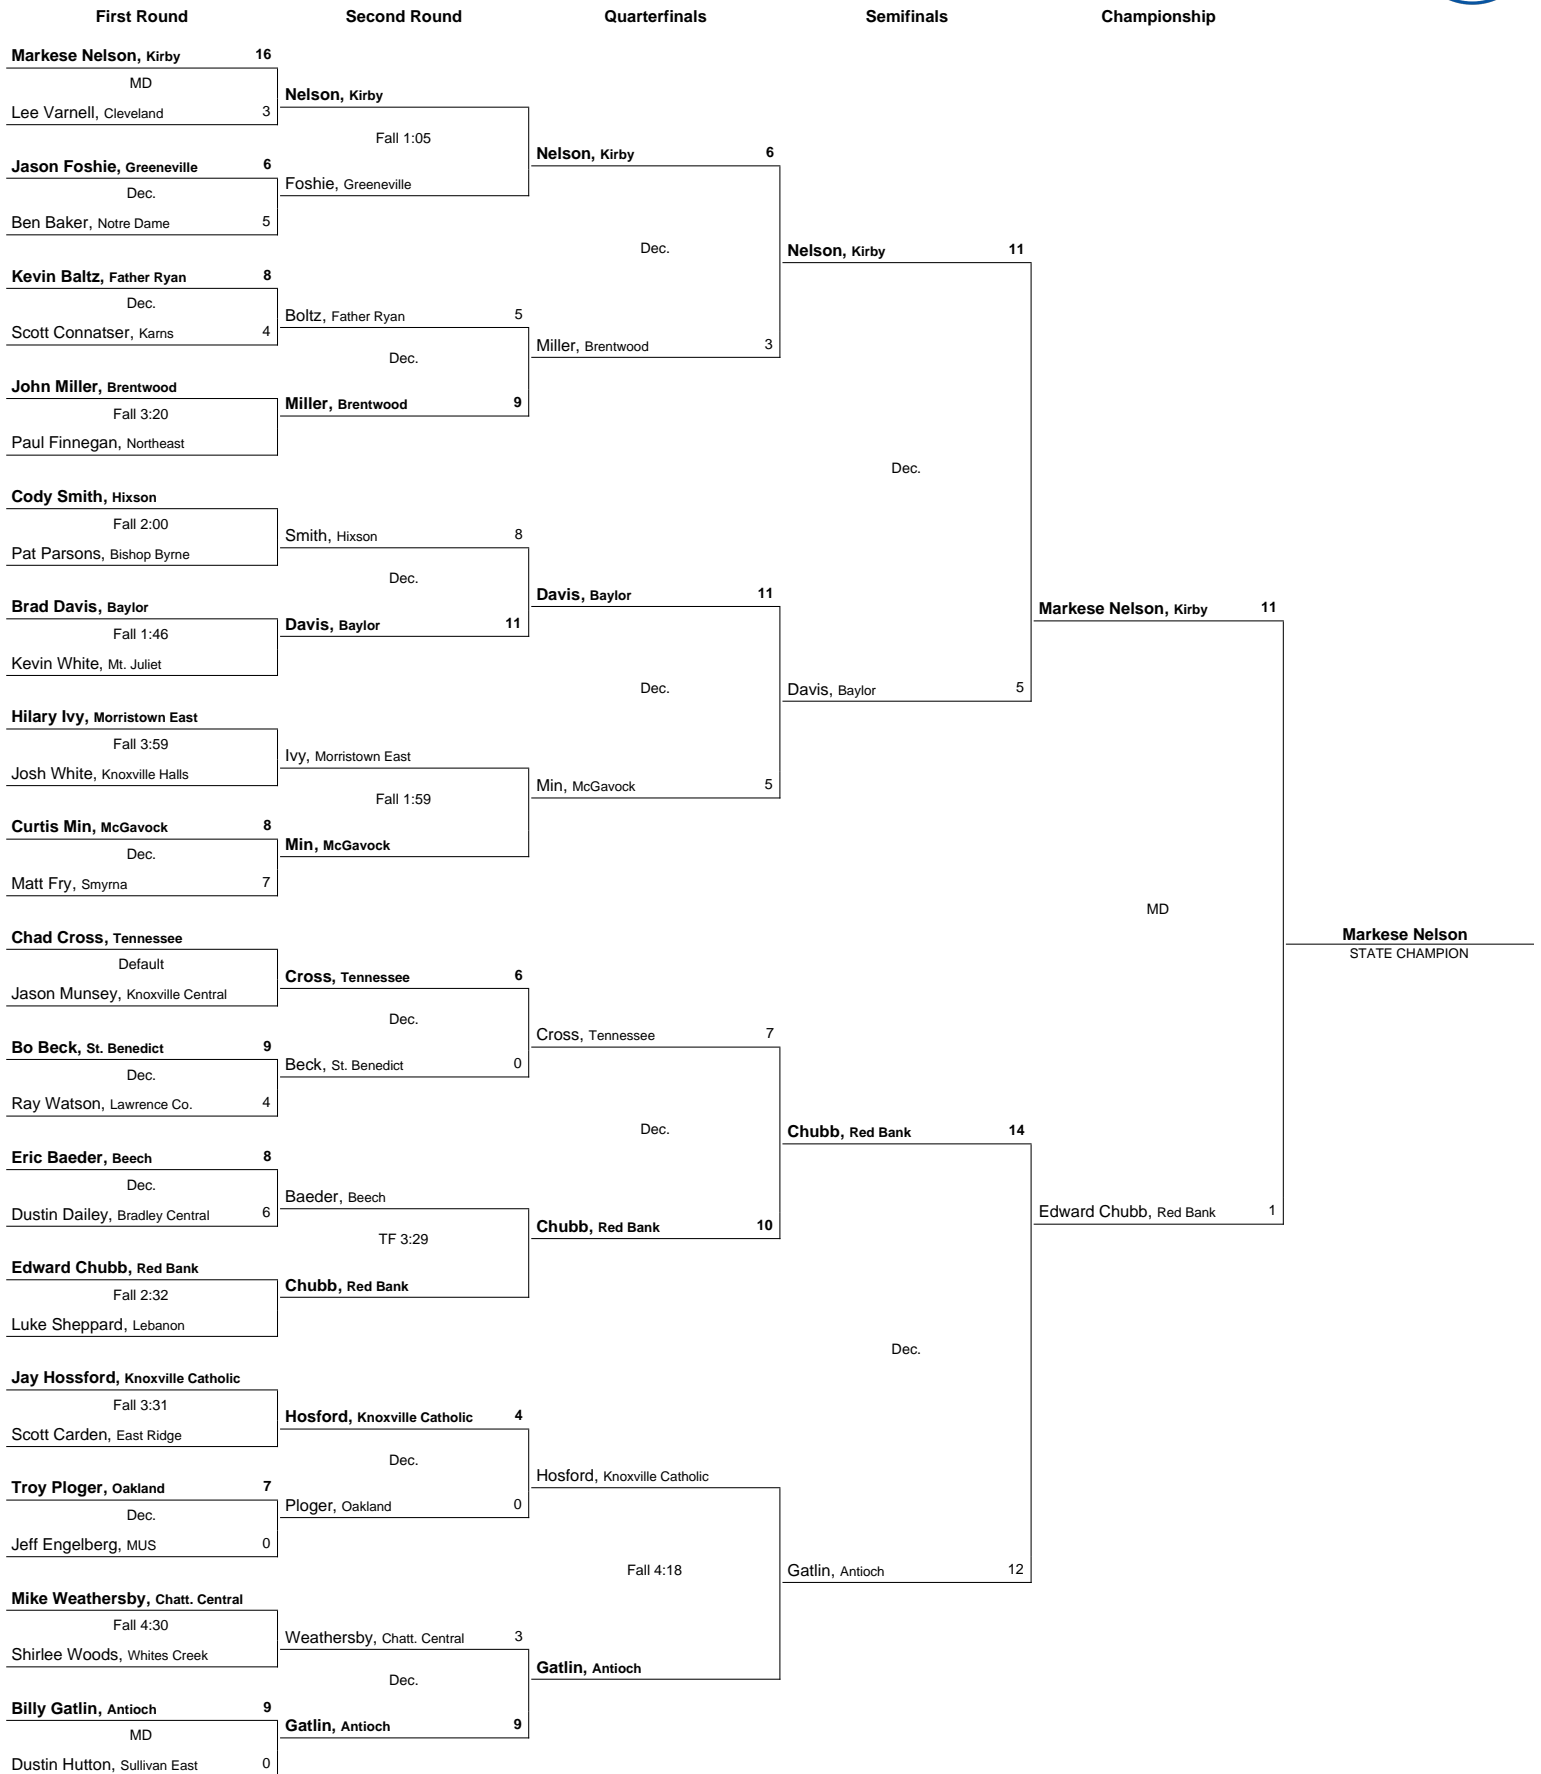 First Round
Second Round
Quarterfinals
Semifinals
Championship
Markese Nelson, Kirby 16
MD
Lee Varnell, Cleveland 3
Jason Foshie, Greeneville 6
Dec.
Ben Baker, Notre Dame 5
Kevin Baltz, Father Ryan 8
Dec.
Scott Connatser, Karns 4
John Miller, Brentwood
Fall 3:20
Paul Finnegan, Northeast
Cody Smith, Hixson
Fall 2:00
Pat Parsons, Bishop Byrne
Brad Davis, Baylor
Fall 1:46
Kevin White, Mt. Juliet
Hilary Ivy, Morristown East
Fall 3:59
Josh White, Knoxville Halls
Curtis Min, McGavock 8
Dec.
Matt Fry, Smyrna 7
Chad Cross, Tennessee
Default
Jason Munsey, Knoxville Central
Bo Beck, St. Benedict 9
Dec.
Ray Watson, Lawrence Co. 4
Eric Baeder, Beech 8
Dec.
Dustin Dailey, Bradley Central 6
Edward Chubb, Red Bank
Fall 2:32
Luke Sheppard, Lebanon
Jay Hossford, Knoxville Catholic
Fall 3:31
Scott Carden, East Ridge
Troy Ploger, Oakland 7
Dec.
Jeff Engelberg, MUS 0
Mike Weathersby, Chatt. Central
Fall 4:30
Shirlee Woods, Whites Creek
Billy Gatlin, Antioch 9
MD
Dustin Hutton, Sullivan East 0
Nelson, Kirby
Fall 1:05
Foshie, Greeneville
Boltz, Father Ryan 5
Dec.
Miller, Brentwood 9
Smith, Hixson 8
Dec.
Davis, Baylor 11
Ivy, Morristown East
Fall 1:59
Min, McGavock
Cross, Tennessee 6
Dec.
Beck, St. Benedict 0
Baeder, Beech
TF 3:29
Chubb, Red Bank
Hosford, Knoxville Catholic 4
Dec.
Ploger, Oakland 0
Weathersby, Chatt. Central 3
Dec.
Gatlin, Antioch 9
Nelson, Kirby 6
Dec.
Miller, Brentwood 3
Davis, Baylor 11
Dec.
Min, McGavock 5
Cross, Tennessee 7
Dec.
Chubb, Red Bank 10
Hosford, Knoxville Catholic
Fall 4:18
Gatlin, Antioch
Nelson, Kirby 11
Dec.
Davis, Baylor 5
Chubb, Red Bank 14
Dec.
Gatlin, Antioch 12
Markese Nelson, Kirby 11
MD
Edward Chubb, Red Bank 1
Markese Nelson
STATE CHAMPION